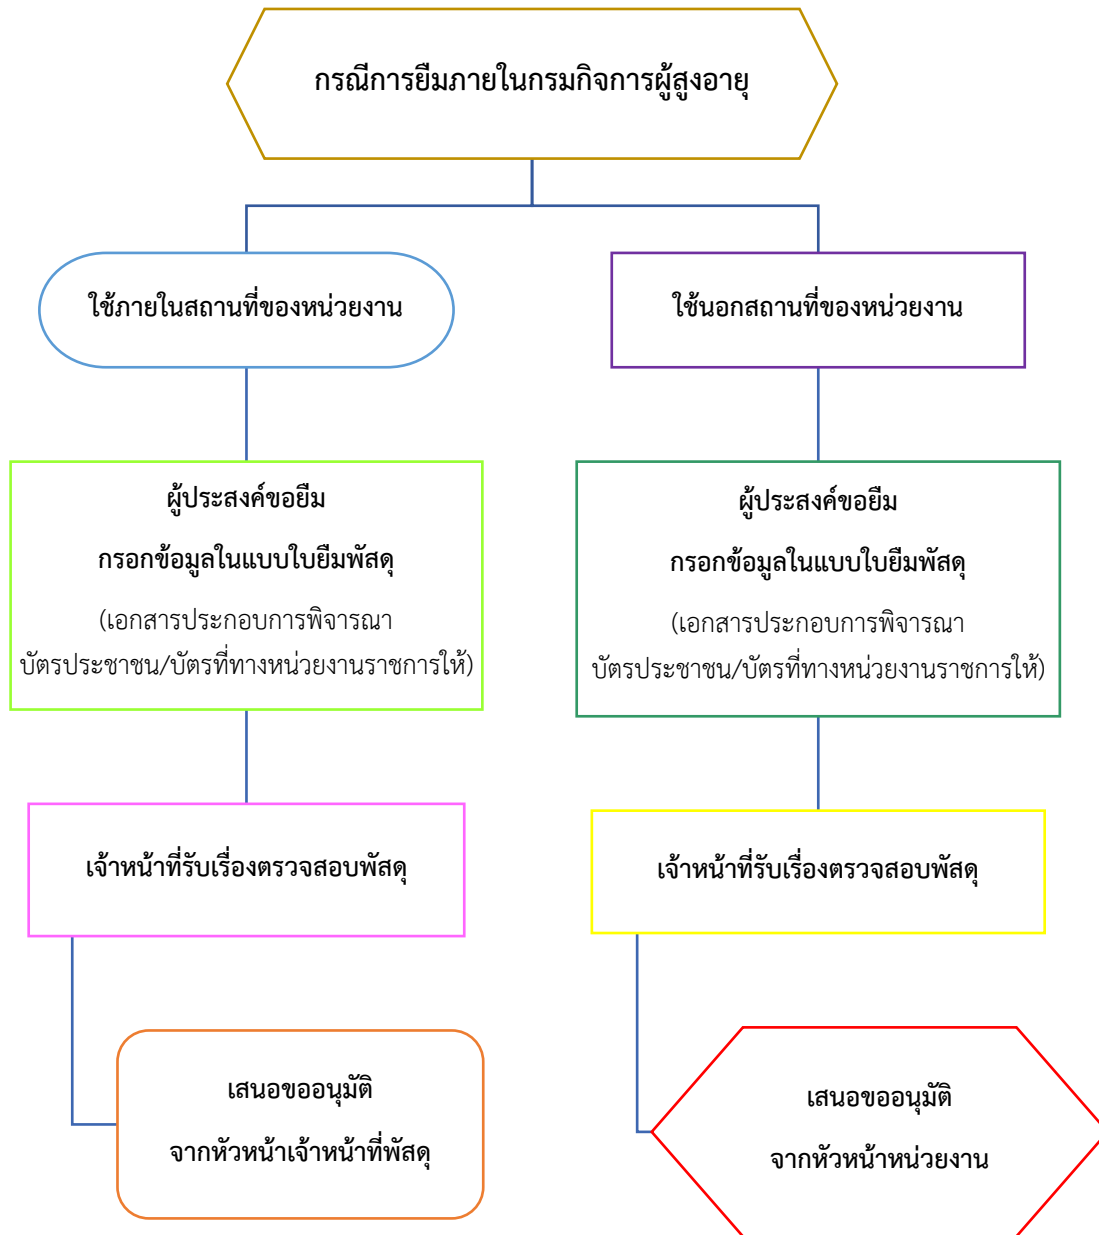 กรณีการยืมภายในกรมกิจการผู้สูงอายุ
ใช้ภายในสถานที่ของหน่วยงาน
ใช้นอกสถานที่ของหน่วยงาน
ผู้ประสงค์ขอยืม
กรอกข้อมูลในแบบใบยืมพัสดุ
(เอกสารประกอบการพิจารณา
บัตรประชาชน/บัตรที่ทางหน่วยงานราชการให้)
ผู้ประสงค์ขอยืม
กรอกข้อมูลในแบบใบยืมพัสดุ
(เอกสารประกอบการพิจารณา
บัตรประชาชน/บัตรที่ทางหน่วยงานราชการให้)
เจ้าหน้าที่รับเรื่องตรวจสอบพัสดุ
เจ้าหน้าที่รับเรื่องตรวจสอบพัสดุ
เสนอขออนุมัติ
จากหัวหน้าเจ้าหน้าที่พัสดุ
เสนอขออนุมัติ
จากหัวหน้าหน่วยงาน